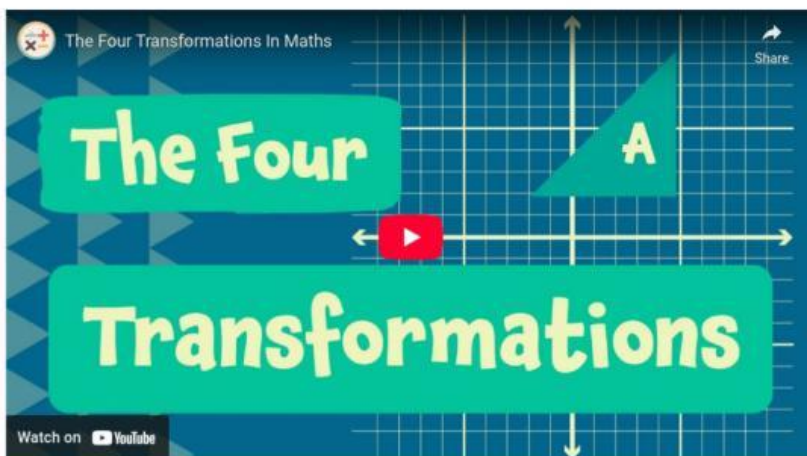 The Four Transformations In Maths
Share
The Four
A
Transformations
Watch on YouTube